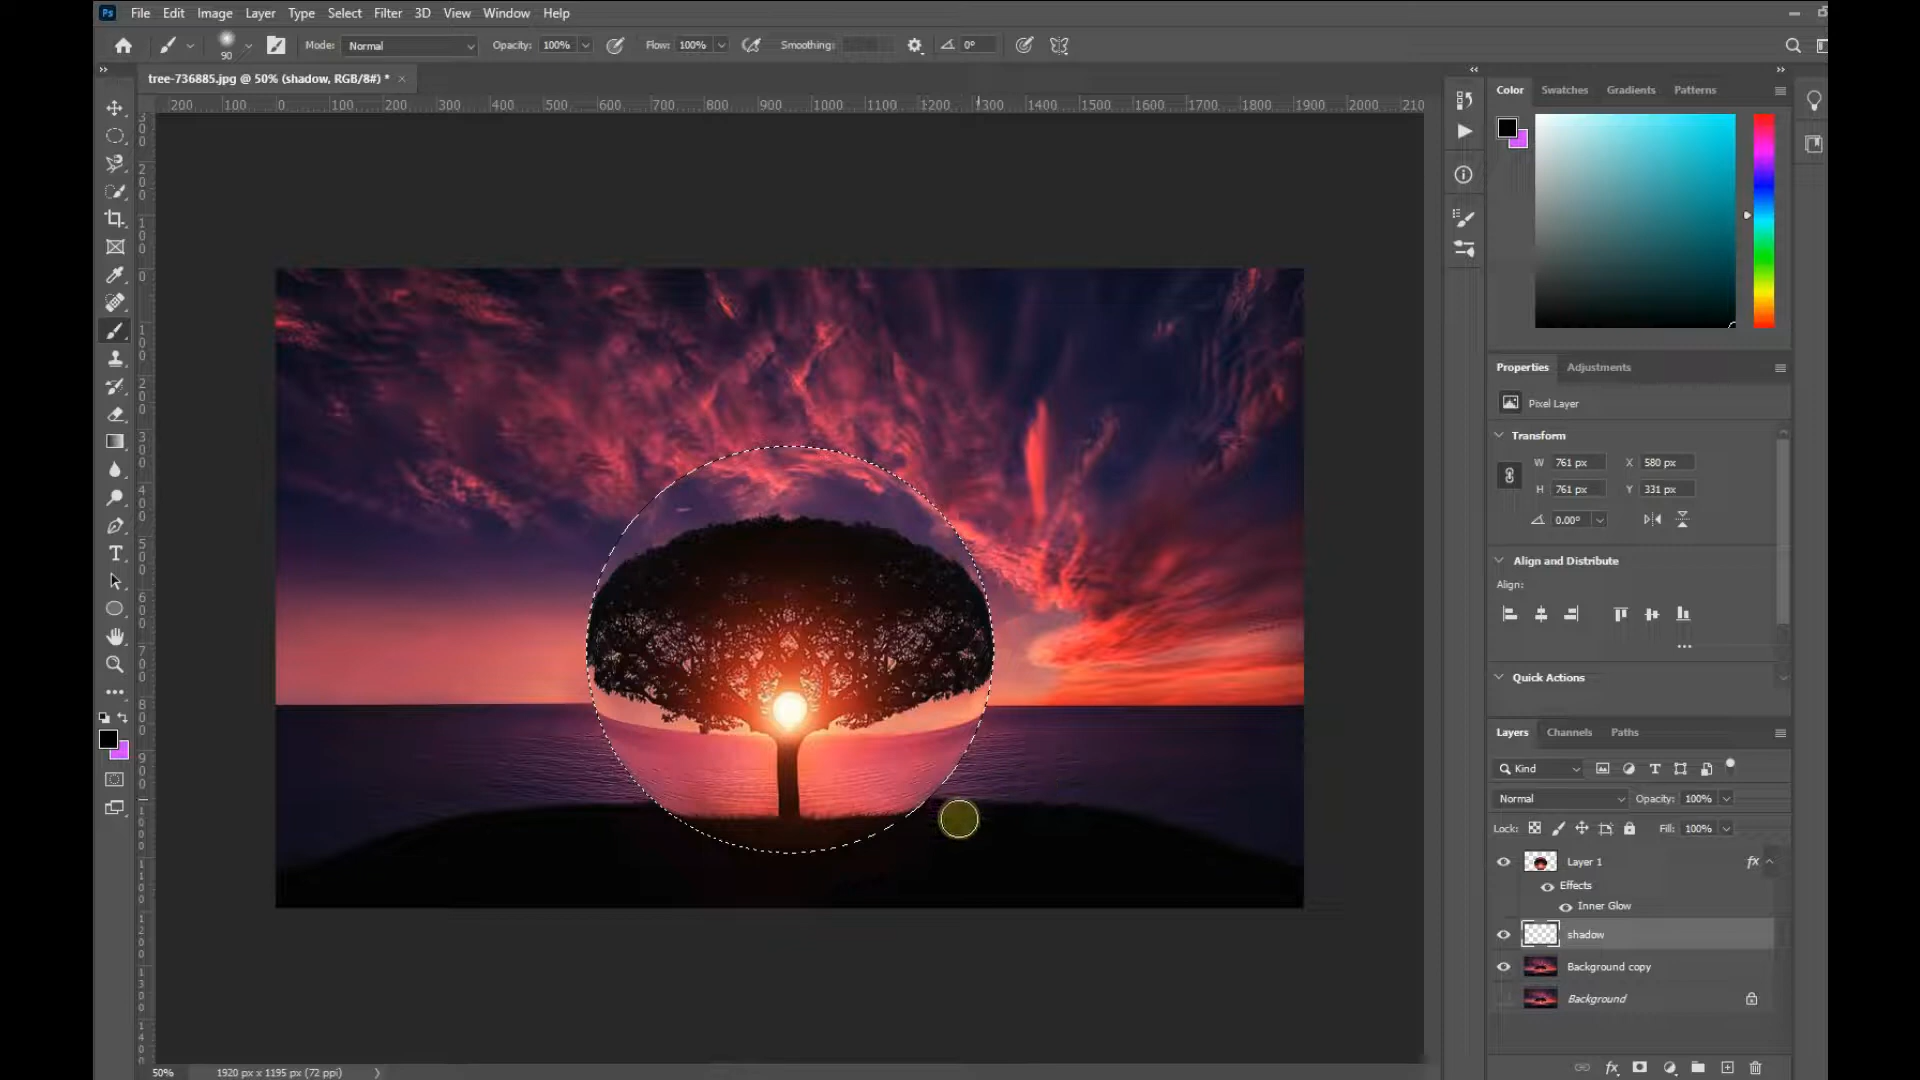 Ps File Edit Image Layer Type Select Filter 3D View Window Help
90 Mode: Normal Opacity: 100% Flow: 100% Smoothing: 0°
tree-736885.jpg @ 50% (shadow, RGB/8#) * ×
200 100 0 100 200 300 400 500 600 700 800 900 1000 1100 1200 1300 1400 1500 1600 1700 1800 1900 2000 210
Color Swatches Gradients Patterns
Properties Adjustments
Pixel Layer
Transform
W 761 px X 580 px
H 761 px Y 331 px
0.00°
Align and Distribute
Align:
Quick Actions
Layers Channels Paths
Kind
Normal Opacity: 100%
Lock: Fill: 100%
Layer 1 fx
Effects
Inner Glow
shadow
Background copy
Background
50% 1920 px x 1195 px (72 ppi)
fx